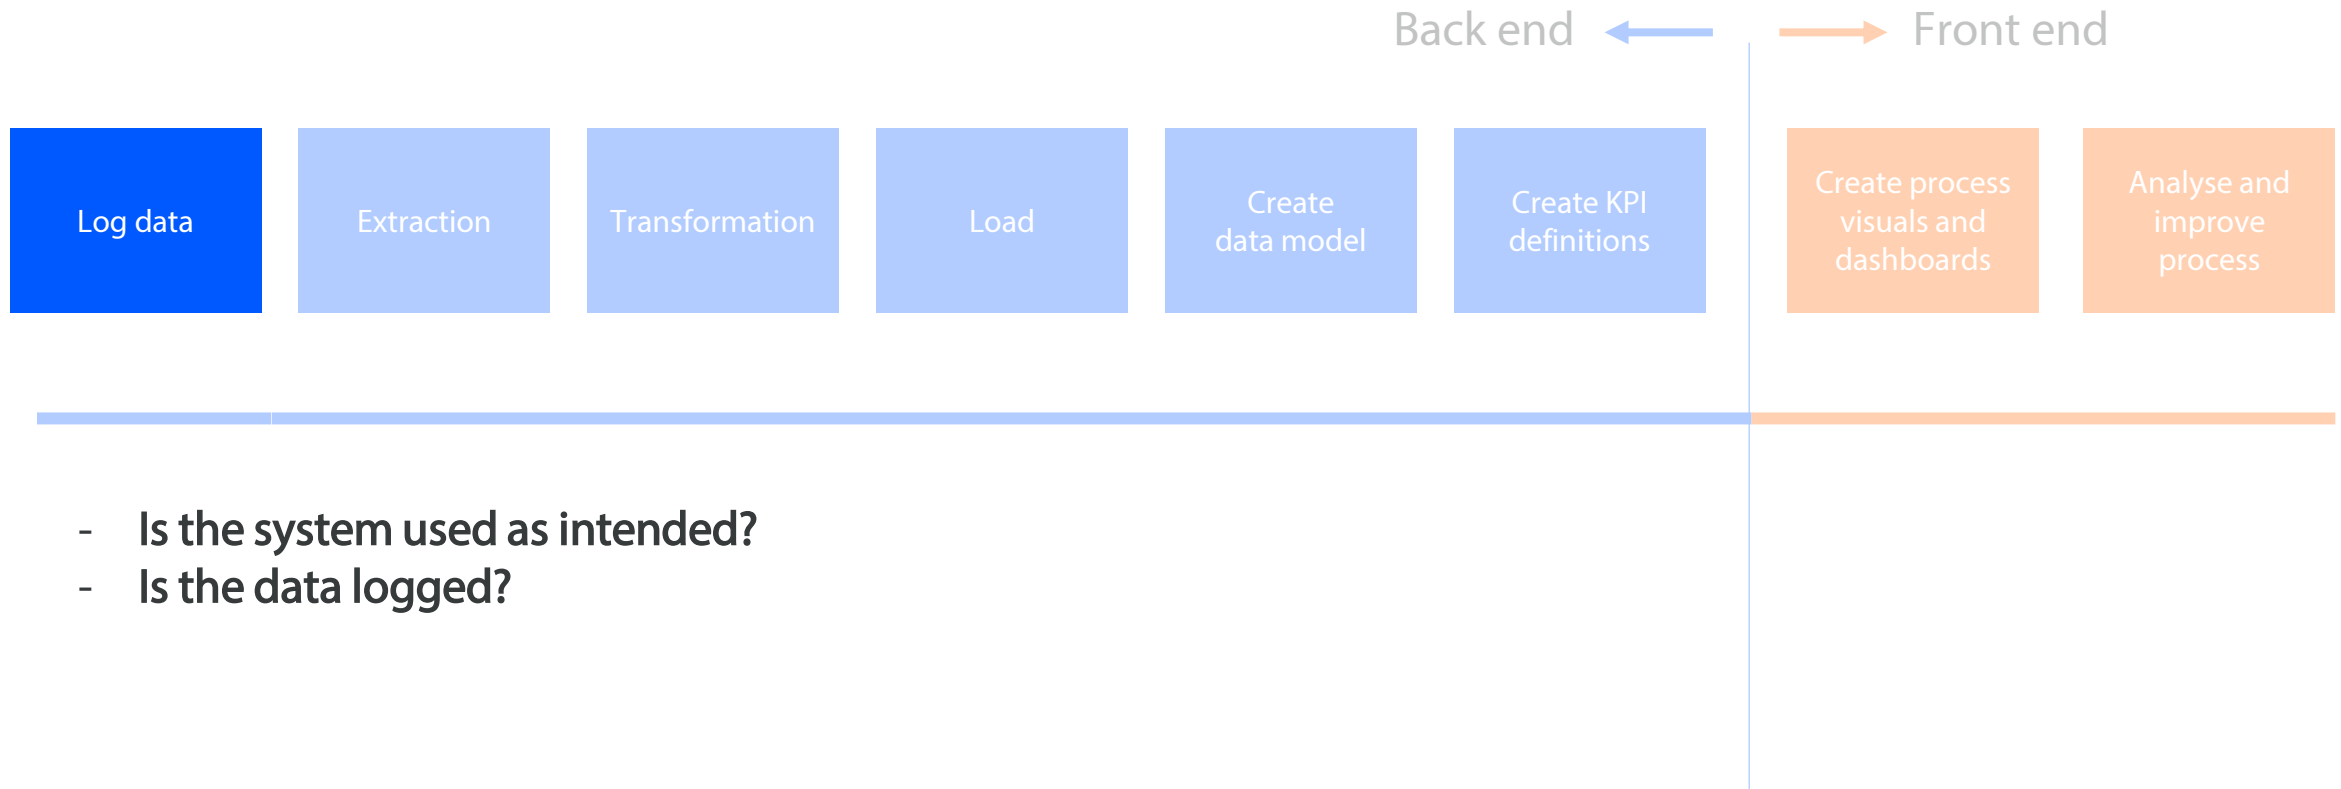 Back end
Front end
Log data
Extraction
Transformation
Load
Create
data model
Create KPI
definitions
Create process
visuals and
dashboards
Analyse and
improve
process
- Is the system used as intended?
- Is the data logged?